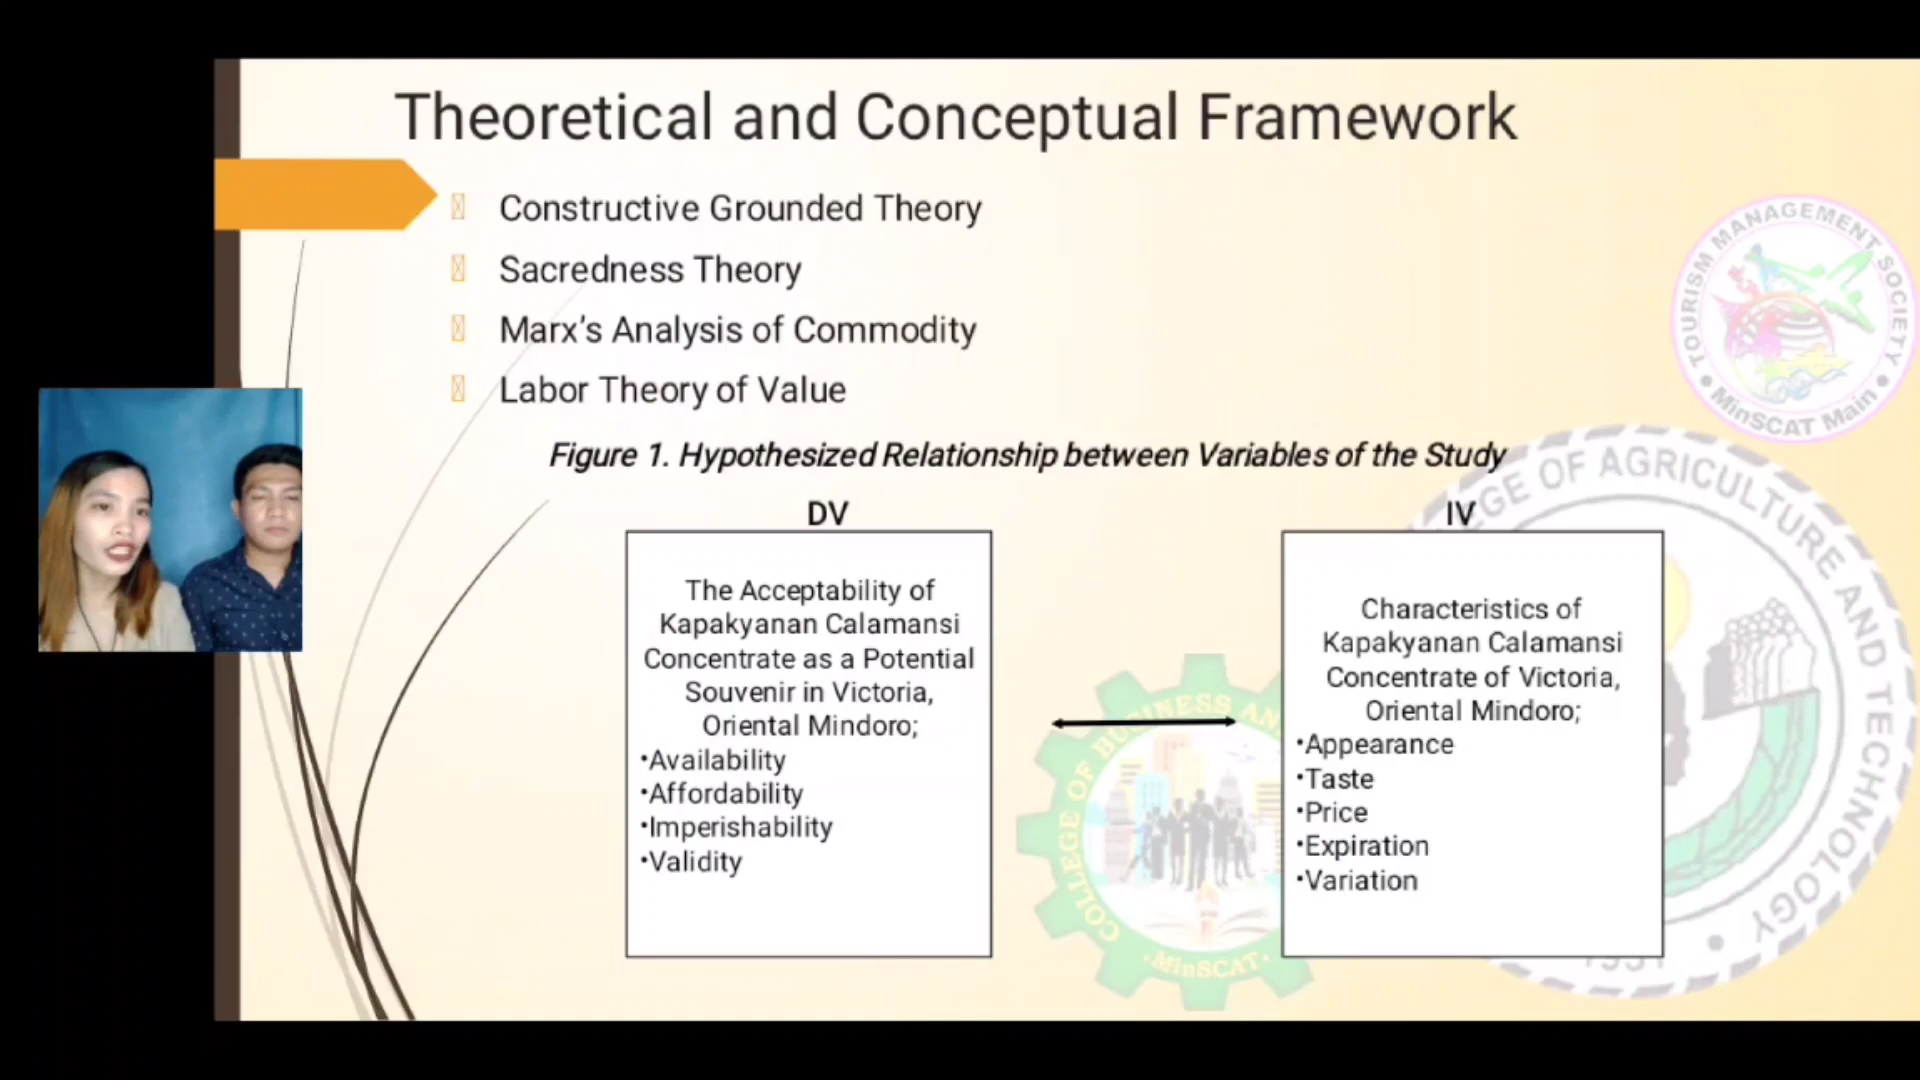 Theoretical and Conceptual Framework
Constructive Grounded Theory
Sacredness Theory
Marx's Analysis of Commodity
Labor Theory of Value
Figure 1. Hypothesized Relationship between Variables of the Study
DV
The Acceptability of
Kapakyanan Calamansi
Concentrate as a Potential
Souvenir in Victoria,
Oriental Mindoro;
•Availability
•Affordability
•Imperishability
•Validity
IV
Characteristics of
Kapakyanan Calamansi
Concentrate of Victoria,
Oriental Mindoro;
•Appearance
•Taste
•Price
•Expiration
•Variation
TOURISM MANAGEMENT SOCIETY
MinSCAT Main
OF AGRICULTURE AND TECHNOLOGY
COLLEGE OF BUSINESS
MinSCAT